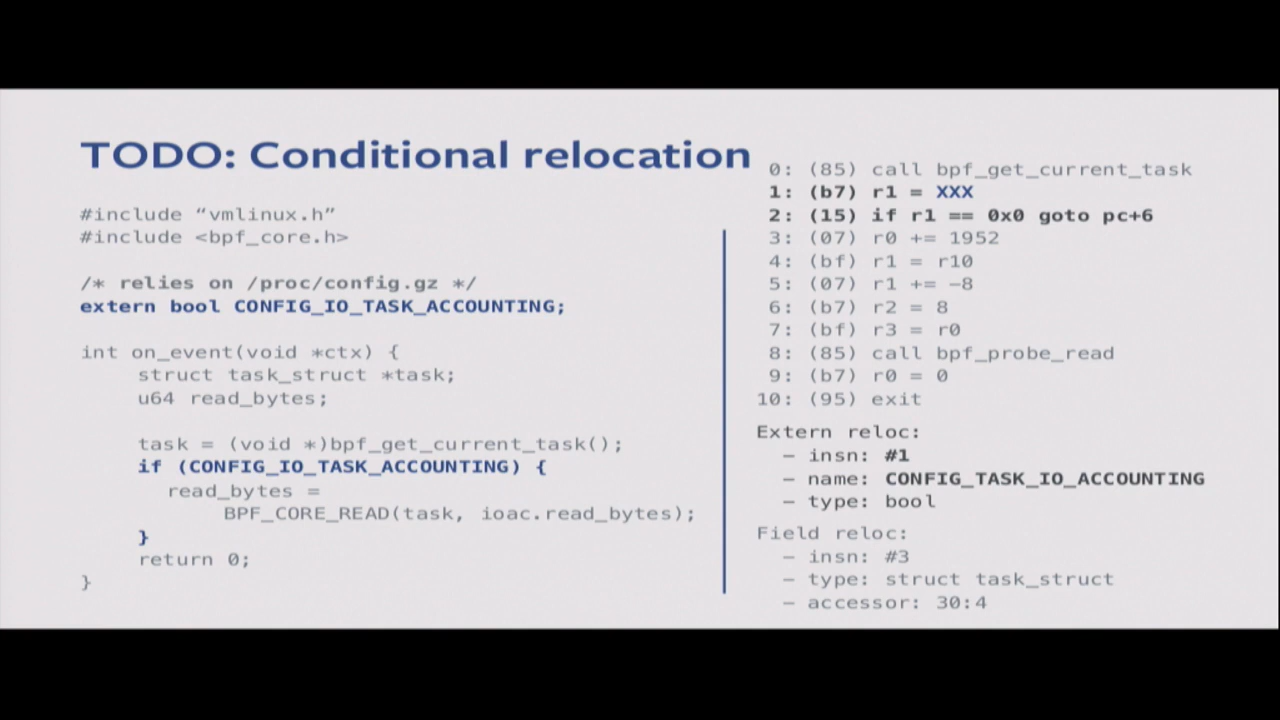 TODO: Conditional relocation
#include “vmlinux.h”
#include <bpf_core.h>
/* relies on /proc/config.gz */
extern bool CONFIG_IO_TASK_ACCOUNTING;
int on_event(void *ctx) {
struct task_struct *task;
u64 read_bytes;
task = (void *)bpf_get_current_task();
if (CONFIG_IO_TASK_ACCOUNTING) {
read_bytes =
BPF_CORE_READ(task, ioac.read_bytes);
}
return 0;
}
0: (85) call bpf_get_current_task
1: (b7) r1 = XXX
2: (15) if r1 == 0x0 goto pc+6
3: (07) r0 += 1952
4: (bf) r1 = r10
5: (07) r1 += −8
6: (b7) r2 = 8
7: (bf) r3 = r0
8: (85) call bpf_probe_read
9: (b7) r0 = 0
10: (95) exit
Extern reloc:
– insn: #1
– name: CONFIG_TASK_IO_ACCOUNTING
– type: bool
Field reloc:
– insn: #3
– type: struct task_struct
– accessor: 30:4